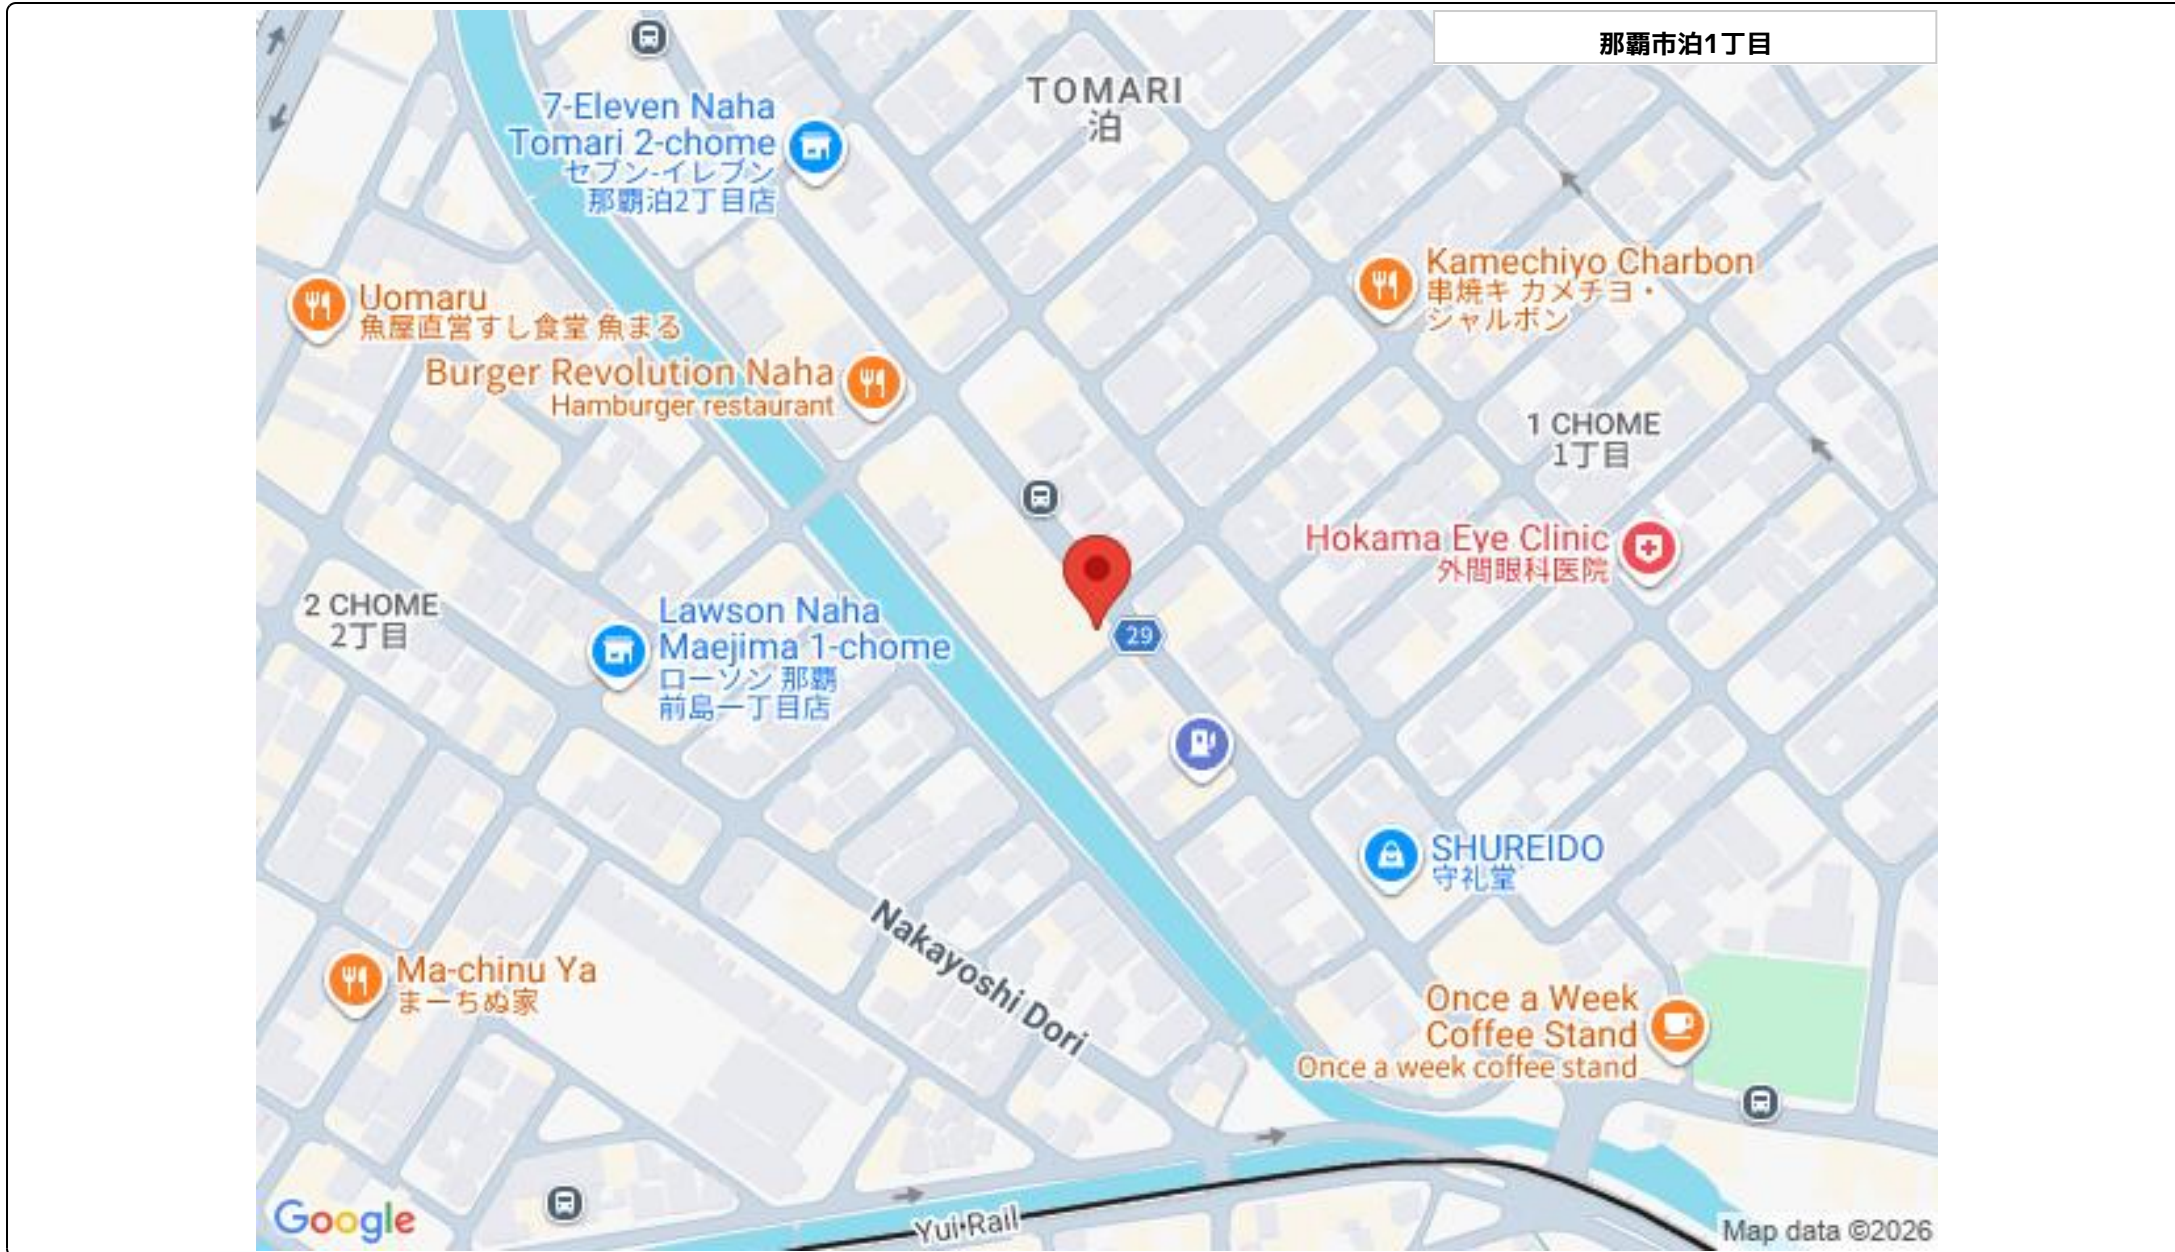 那覇市泊1丁目
TOMARI
泊
7-Eleven Naha
Tomari 2-chome
セブン-イレブン
那覇泊2丁目店
Kamechiyo Charbon
串焼キ カメチヨ・
シャルボン
Uomaru
魚屋直営すし食堂 魚まる
Burger Revolution Naha
Hamburger restaurant
1 CHOME
1丁目
Hokama Eye Clinic
外間眼科医院
2 CHOME
2丁目
Lawson Naha
Maejima 1-chome
ローソン 那覇
前島一丁目店
29
SHUREIDO
守礼堂
Nakayoshi Dori
Ma-chinu Ya
まーちぬ家
Once a Week
Coffee Stand
Once a week coffee stand
Yui-Rail
Google
Map data ©2026